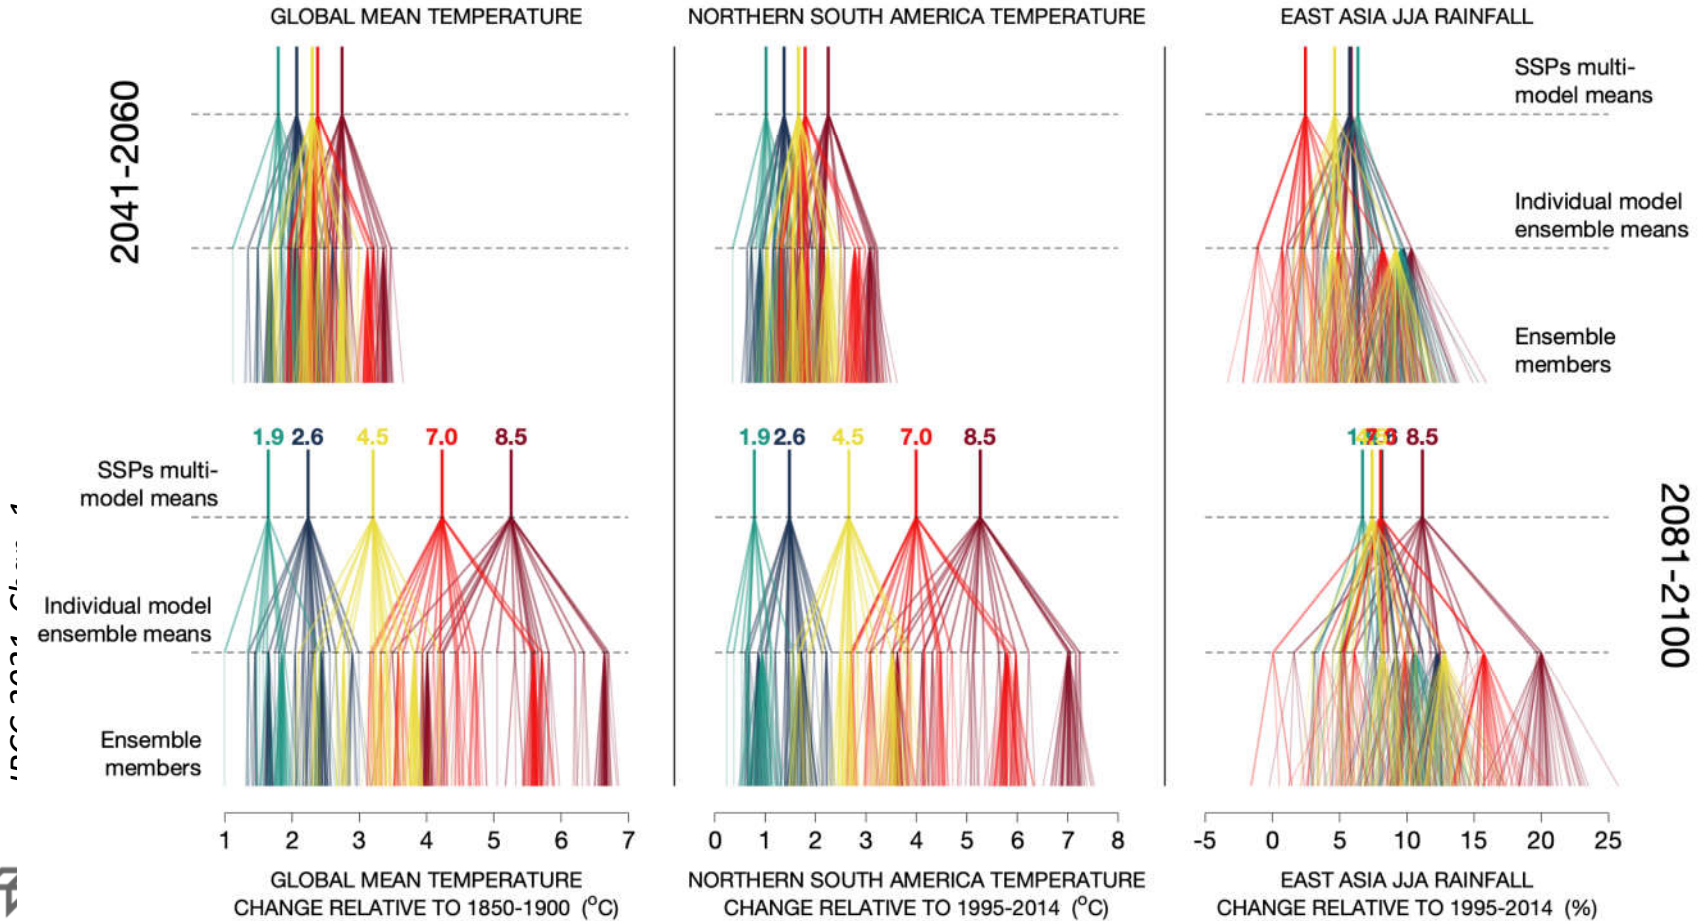 GLOBAL MEAN TEMPERATURE
NORTHERN SOUTH AMERICA TEMPERATURE
EAST ASIA JJA RAINFALL
2041-2060
SSPs multi-
model means
Individual model
ensemble means
Ensemble
members
1.9 2.6 4.5 7.0 8.5
1.9 2.6 4.5 7.0 8.5
8.5
SSPs multi-
model means
Individual model
ensemble means
Ensemble
members
2081-2100
1 2 3 4 5 6 7
0 1 2 3 4 5 6 7 8
-5 0 5 10 15 20 25
GLOBAL MEAN TEMPERATURE
CHANGE RELATIVE TO 1850-1900 (°C)
NORTHERN SOUTH AMERICA TEMPERATURE
CHANGE RELATIVE TO 1995-2014 (°C)
EAST ASIA JJA RAINFALL
CHANGE RELATIVE TO 1995-2014 (%)